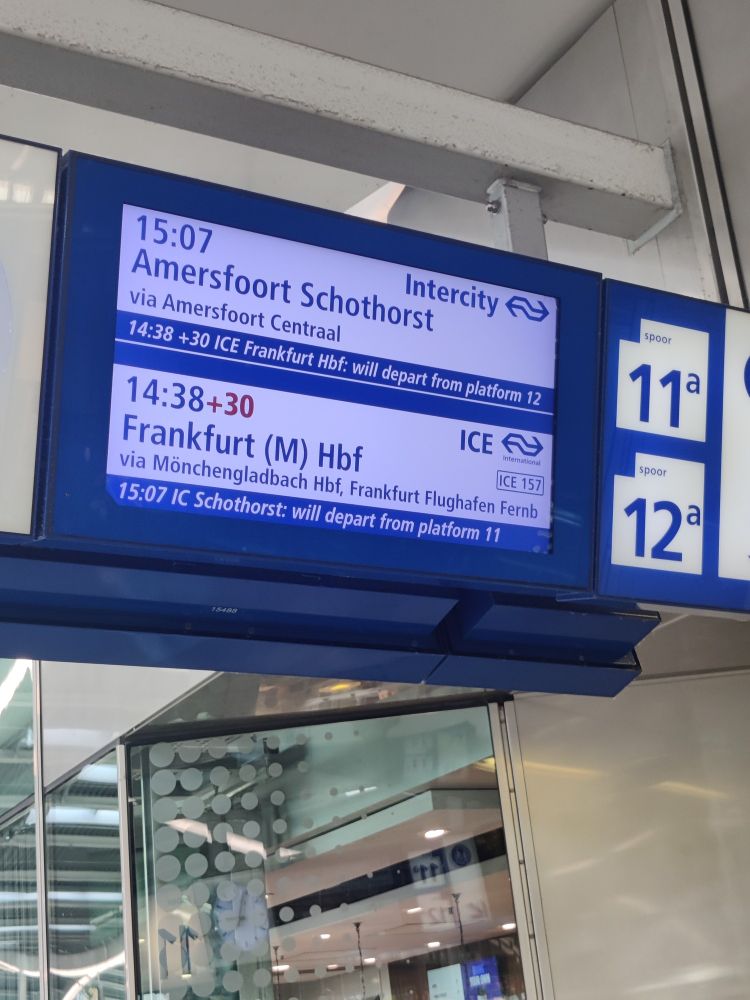 15:07
Amersfoort Schothorst
Intercity
via Amersfoort Centraal
14:38 +30 ICE Frankfurt Hbf: will depart from platform 12
14:38+30
Frankfurt (M) Hbf
ICE
International
via Mönchengladbach Hbf, Frankfurt Flughafen Fernb
ICE 157
15:07 IC Schothorst: will depart from platform 11
spoor
11a
spoor
12a
15488
11